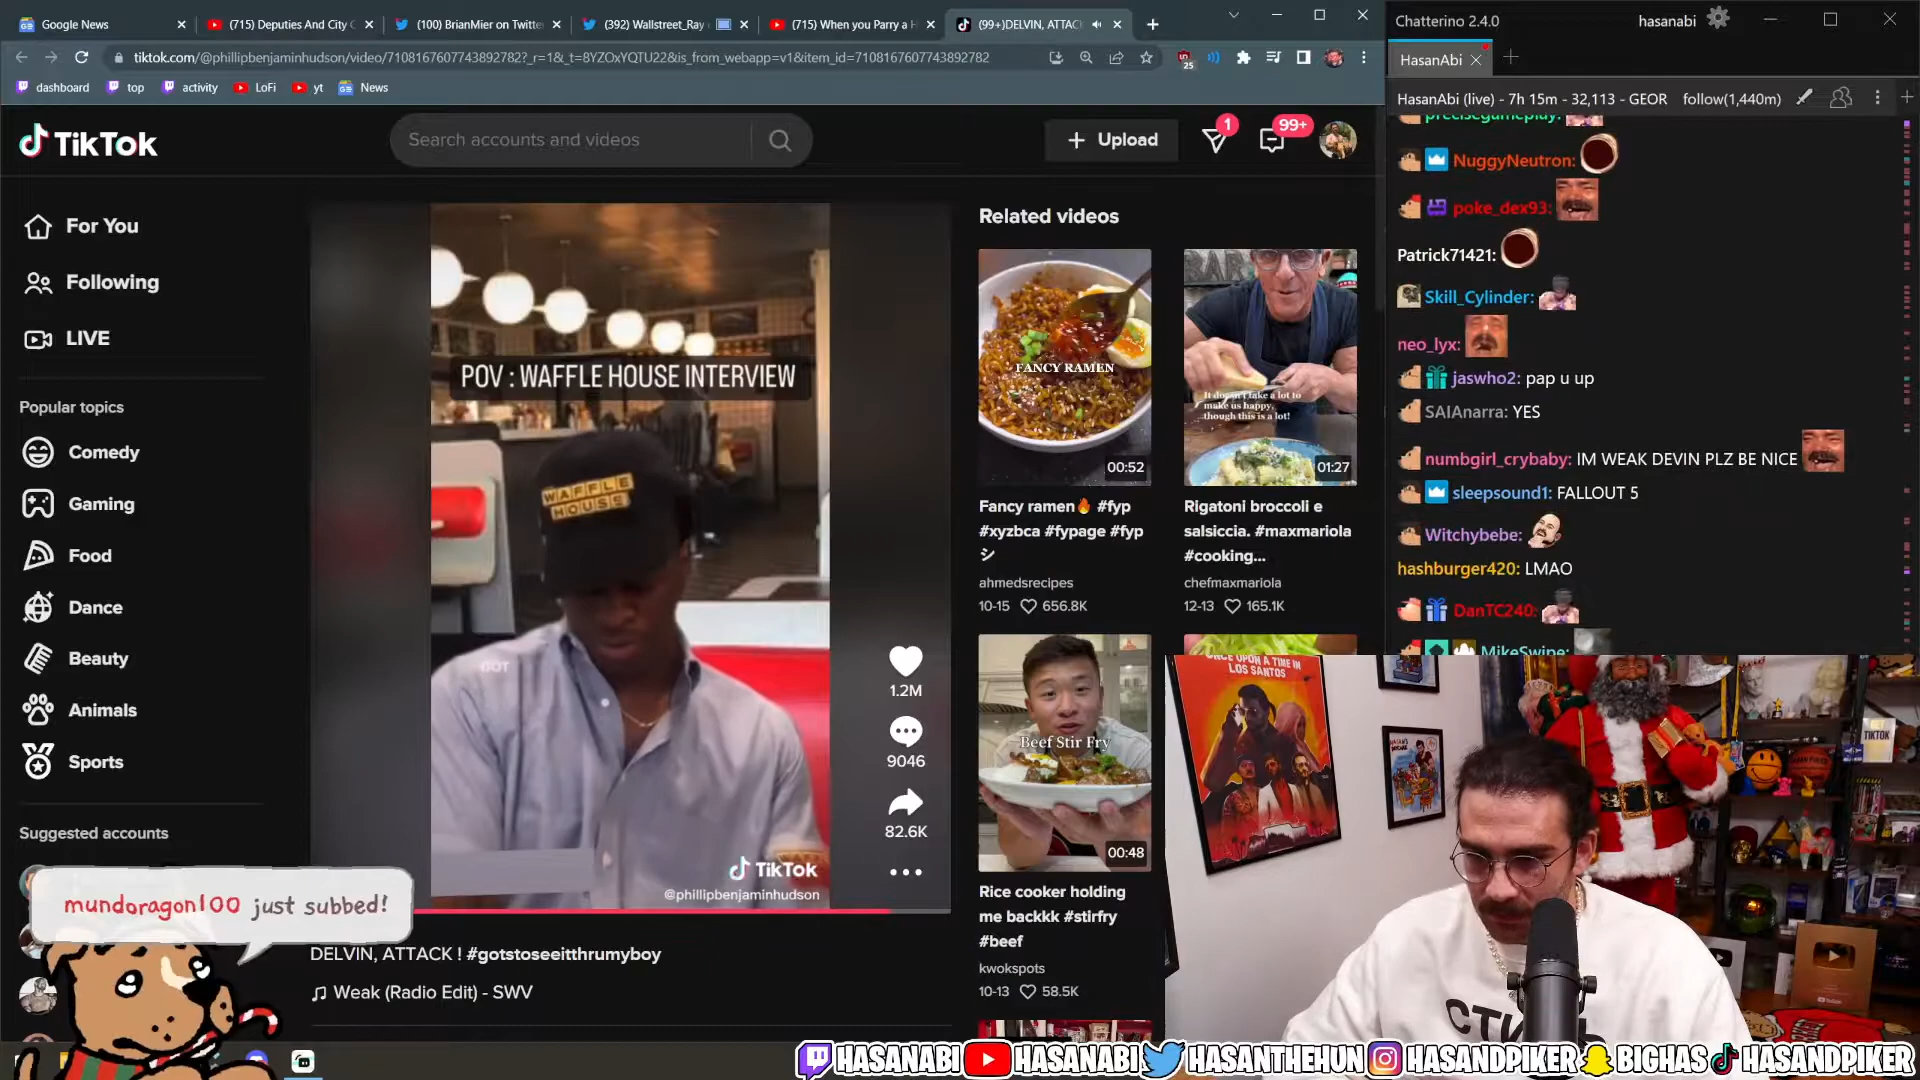 Google News
(715) Deputies And City C
(100) BrianMier on Twitte
(392) Wallstreet_Ray
(715) When you Parry a H
(99+)DELVIN, ATTAC
tiktok.com/@phillipbenjaminhudson/video/7108167607743892782?_r=1&_t=8YZOxYQTU22&is_from_webapp=v1&item_id=7108167607743892782
25
dashboard
top
activity
LoFi
yt
News
TikTok
Search accounts and videos
+ Upload
1
99+
For You
Following
LIVE
Popular topics
Comedy
Gaming
Food
Dance
Beauty
Animals
Sports
Suggested accounts
mundoragon100 just subbed!
POV : WAFFLE HOUSE INTERVIEW
WAFFLE
HOUSE
GOT
TikTok
@phillipbenjaminhudson
1.2M
9046
82.6K
DELVIN, ATTACK ! #gotstoseeitthrumyboy
Weak (Radio Edit) - SWV
Related videos
FANCY RAMEN
00:52
Fancy ramen🔥 #fyp
#xyzbca #fypage #fyp
シ
ahmedsrecipes
10-15 656.8K
BAR
It doesn't take a lot to
make us happy,
though this is a lot!
01:27
Rigatoni broccoli e
salsiccia. #maxmariola
#cooking...
chefmaxmariola
12-13 165.1K
Beef Stir Fry
00:48
Rice cooker holding
me backkk #stirfry
#beef
kwokspots
10-13 58.5K
Chatterino 2.4.0
hasanabi
HasanAbi
HasanAbi (live) - 7h 15m - 32,113 - GEOR
follow(1,440m)
precisegameplay:
NuggyNeutron:
poke_dex93:
Patrick71421:
Skill_Cylinder:
neo_lyx:
jaswho2: pap u up
SAIAnarra: YES
numbgirl_crybaby: IM WEAK DEVIN PLZ BE NICE
sleepsound1: FALLOUT 5
Witchybebe:
hashburger420: LMAO
DanTC240:
MikeSwipe:
ONCE UPON A TIME IN
LOS SANTOS
TIKTOK
HASANABI
HASANABI
HASANTHEHUN
HASANDPIKER
BIGHAS
HASANDPIKER